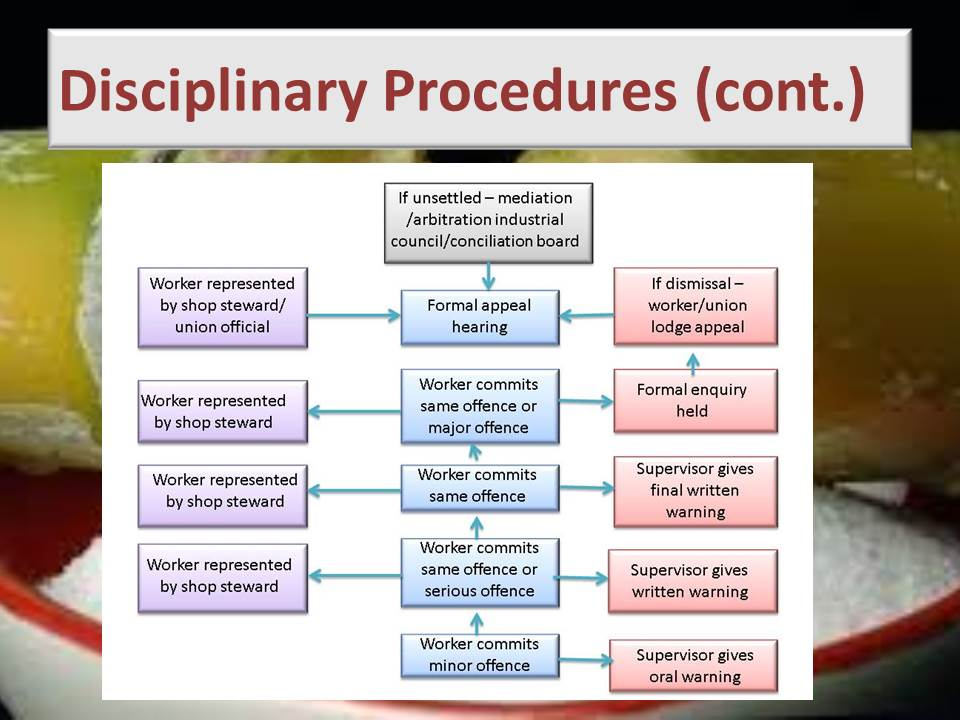 Disciplinary Procedures (cont.)
If unsettled – mediation
/arbitration industrial
council/conciliation board
Worker represented
by shop steward/
union official
Formal appeal
hearing
If dismissal –
worker/union
lodge appeal
Worker represented
by shop steward
Worker commits
same offence or
major offence
Formal enquiry
held
Worker represented
by shop steward
Worker commits
same offence
Supervisor gives
final written
warning
Worker represented
by shop steward
Worker commits
same offence or
serious offence
Supervisor gives
written warning
Worker commits
minor offence
Supervisor gives
oral warning